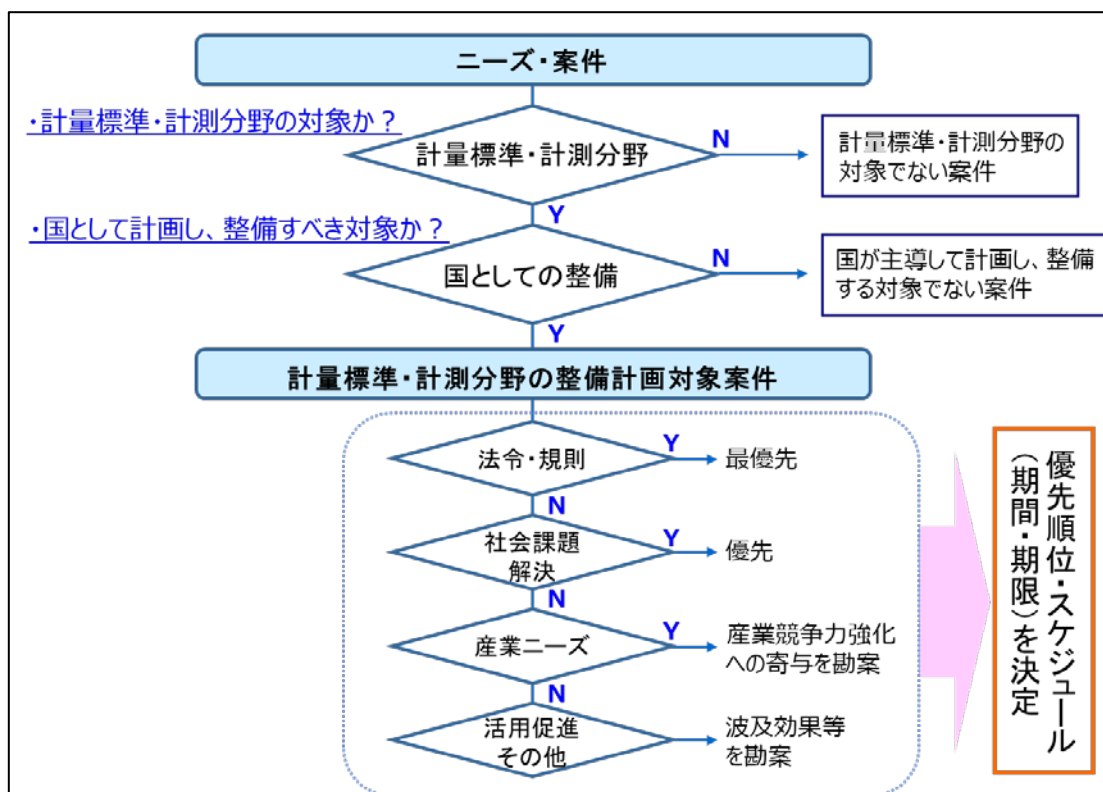 ニーズ・案件
・計量標準・計測分野の対象か？
計量標準・計測分野
N
計量標準・計測分野の
対象でない案件
Y
・国として計画し、整備すべき対象か？
国としての整備
N
国が主導して計画し、整備
する対象でない案件
Y
計量標準・計測分野の整備計画対象案件
法令・規則
Y
最優先
N
社会課題
解決
Y
優先
N
産業ニーズ
Y
産業競争力強化
への寄与を勘案
N
活用促進
その他
波及効果等
を勘案
優先順位・スケジュール
（期間・期限）を決定